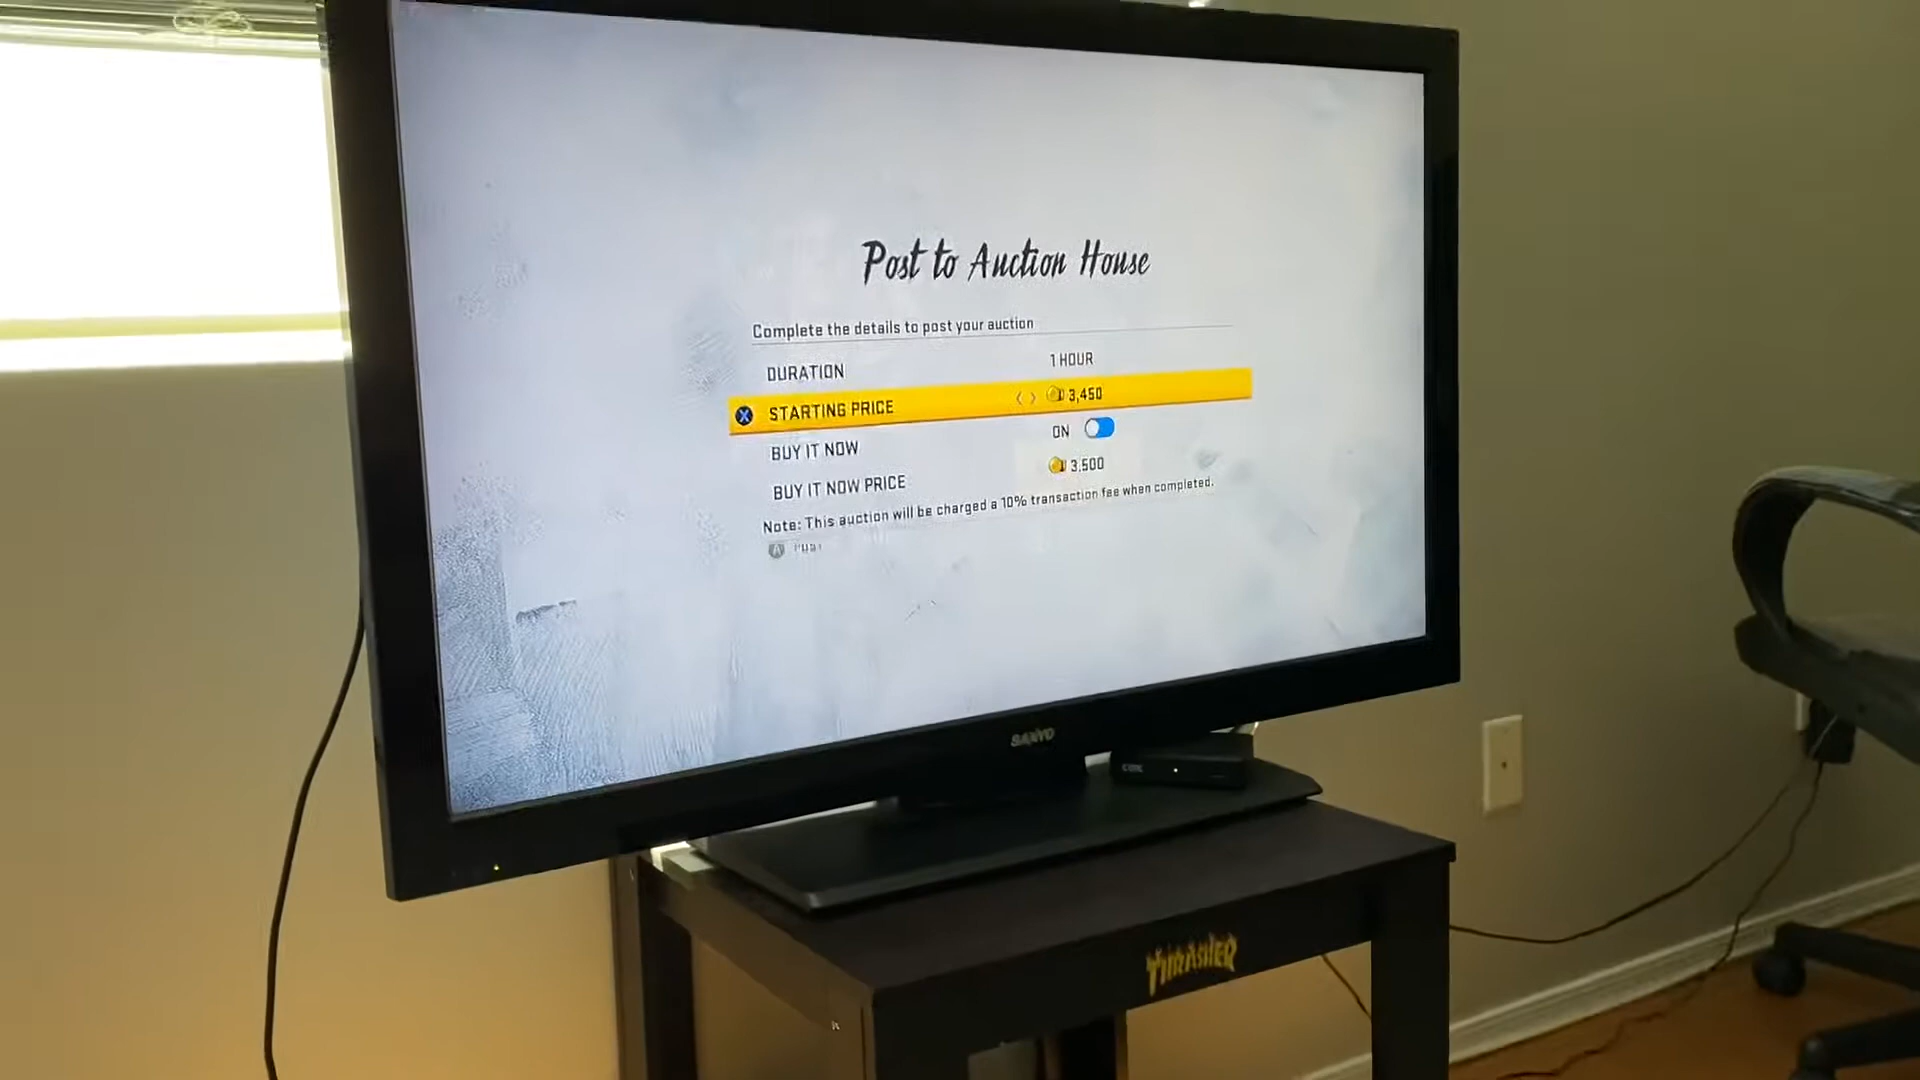 Post to Auction House
Complete the details to post your auction
DURATION 1 HOUR
X STARTING PRICE < > 3,450
BUY IT NOW ON
BUY IT NOW PRICE 3,500
Note: This auction will be charged a 10% transaction fee when completed.
A
SANYO
THRASHER